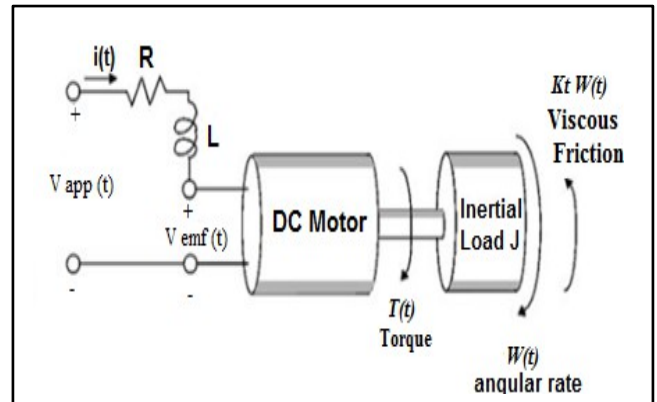 i(t)
R
+
L
V app (t)
+
V emf (t)
-
-
DC Motor
Inertial
Load J
Kt W(t)
Viscous
Friction
T(t)
Torque
W(t)
angular rate